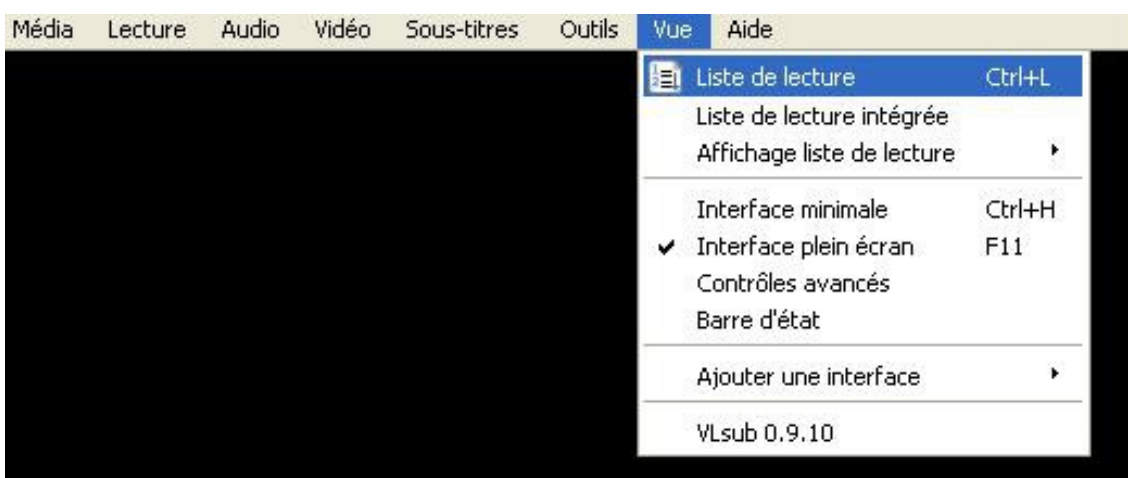 Média Lecture Audio Vidéo Sous-titres Outils Vue Aide
Liste de lecture Ctrl+L
Liste de lecture intégrée
Affichage liste de lecture
Interface minimale Ctrl+H
Interface plein écran F11
Contrôles avancés
Barre d'état
Ajouter une interface
VLsub 0.9.10